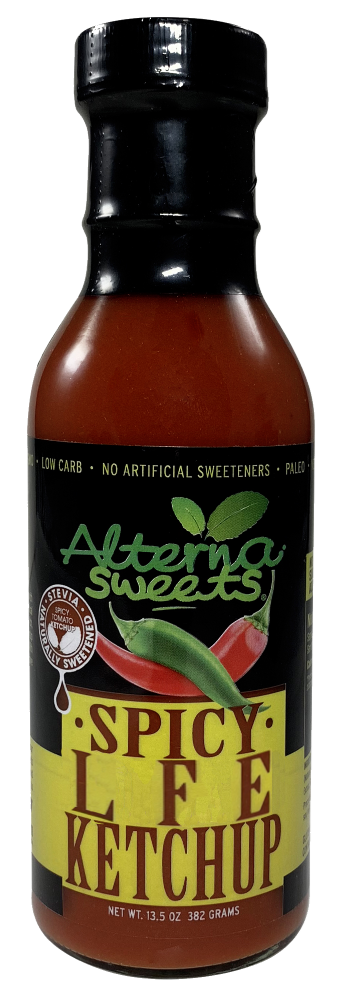 · LOW CARB · NO ARTIFICIAL SWEETENERS · PALEO ·
Alterna
sweets®
· STEVIA ·
SPICY
TOMATO
KETCHUP
NATURALLY SWEETENED
· SPICY ·
L F E
KETCHUP
NET WT. 13.5 OZ 382 GRAMS